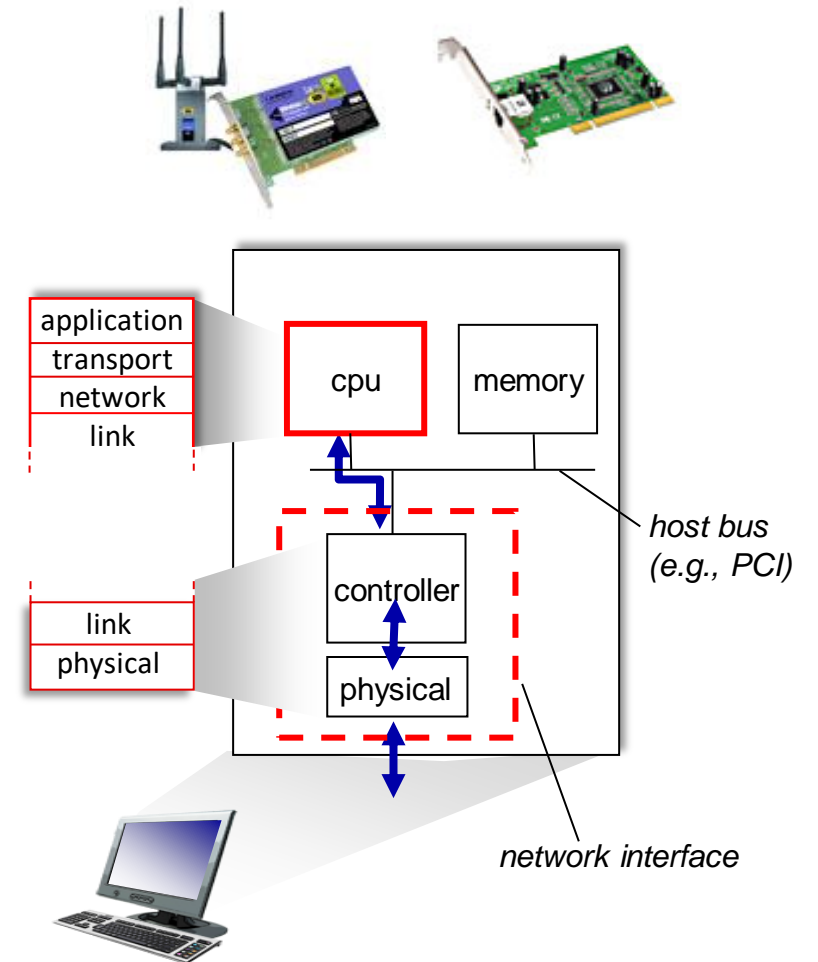 application
transport
network
link
cpu
memory
host bus
(e.g., PCI)
controller
link
physical
physical
network interface